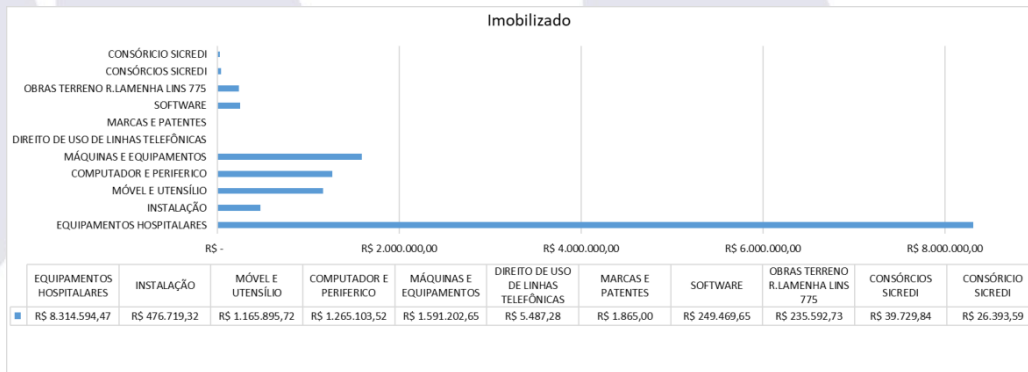 Imobilizado
CONSÓRICIO SICREDI
CONSÓRCIOS SICREDI
OBRAS TERRENO R.LAMENHA LINS 775
SOFTWARE
MARCAS E PATENTES
DIREITO DE USO DE LINHAS TELEFÔNICAS
MÁQUINAS E EQUIPAMENTOS
COMPUTADOR E PERIFERICO
MÓVEL E UTENSÍLIO
INSTALAÇÃO
EQUIPAMENTOS HOSPITALARES
R$ - R$ 2.000.000,00 R$ 4.000.000,00 R$ 6.000.000,00 R$ 8.000.000,00
EQUIPAMENTOS HOSPITALARES INSTALAÇÃO MÓVEL E UTENSÍLIO COMPUTADOR E PERIFERICO MÁQUINAS E EQUIPAMENTOS DIREITO DE USO DE LINHAS TELEFÔNICAS MARCAS E PATENTES SOFTWARE OBRAS TERRENO R.LAMENHA LINS 775 CONSÓRCIOS SICREDI CONSÓRICIO SICREDI
R$ 8.314.594,47 R$ 476.719,32 R$ 1.165.895,72 R$ 1.265.103,52 R$ 1.591.202,65 R$ 5.487,28 R$ 1.865,00 R$ 249.469,65 R$ 235.592,73 R$ 39.729,84 R$ 26.393,59